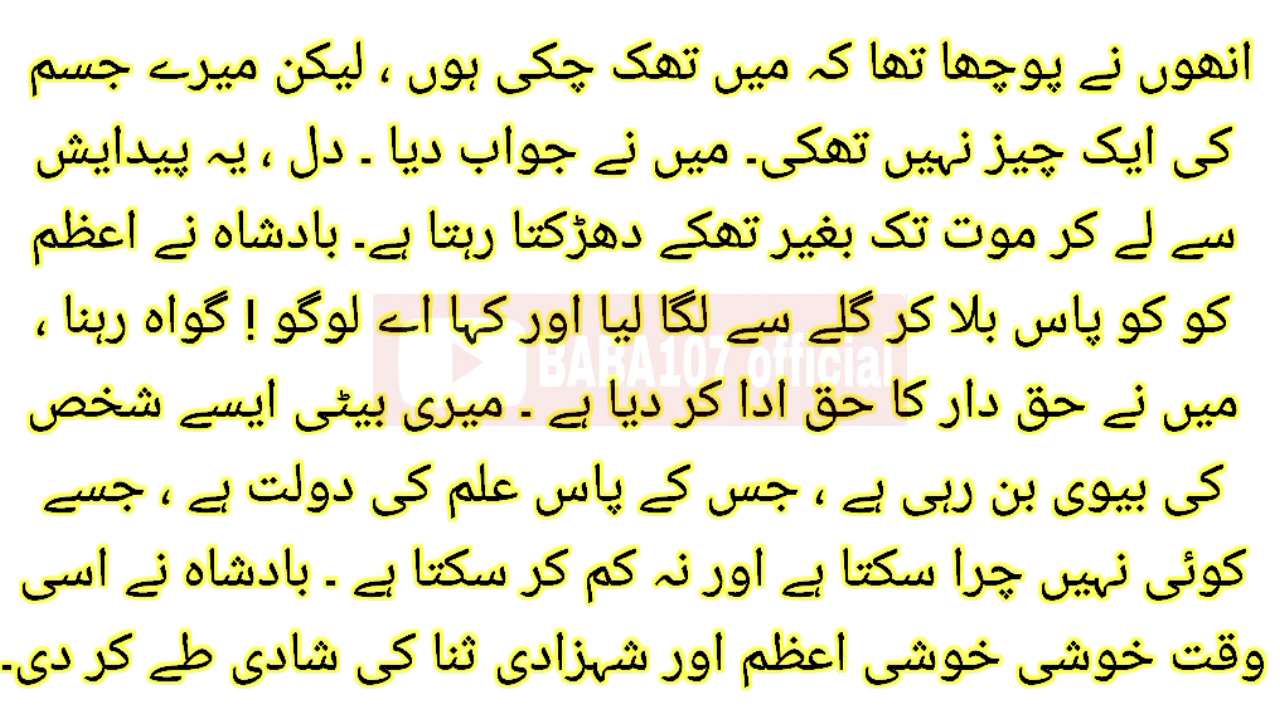 انھوں نے پوچھا تھا کہ میں تھک چکی ہوں ، لیکن میرے جسم
کی ایک چیز نہیں تھکی۔ میں نے جواب دیا ۔ دل ، یہ پیدایش
سے لے کر موت تک بغیر تھکے دھڑکتا رہتا ہے۔ بادشاہ نے اعظم
کو کو پاس بلا کر گلے سے لگا لیا اور کہا اے لوگو ! گواہ رہنا ،
BABA107 official
میں نے حق دار کا حق ادا کر دیا ہے ۔ میری بیٹی ایسے شخص
کی بیوی بن رہی ہے ، جس کے پاس علم کی دولت ہے ، جسے
کوئی نہیں چرا سکتا ہے اور نہ کم کر سکتا ہے ۔ بادشاہ نے اسی
وقت خوشی خوشی اعظم اور شہزادی ثنا کی شادی طے کر دی۔